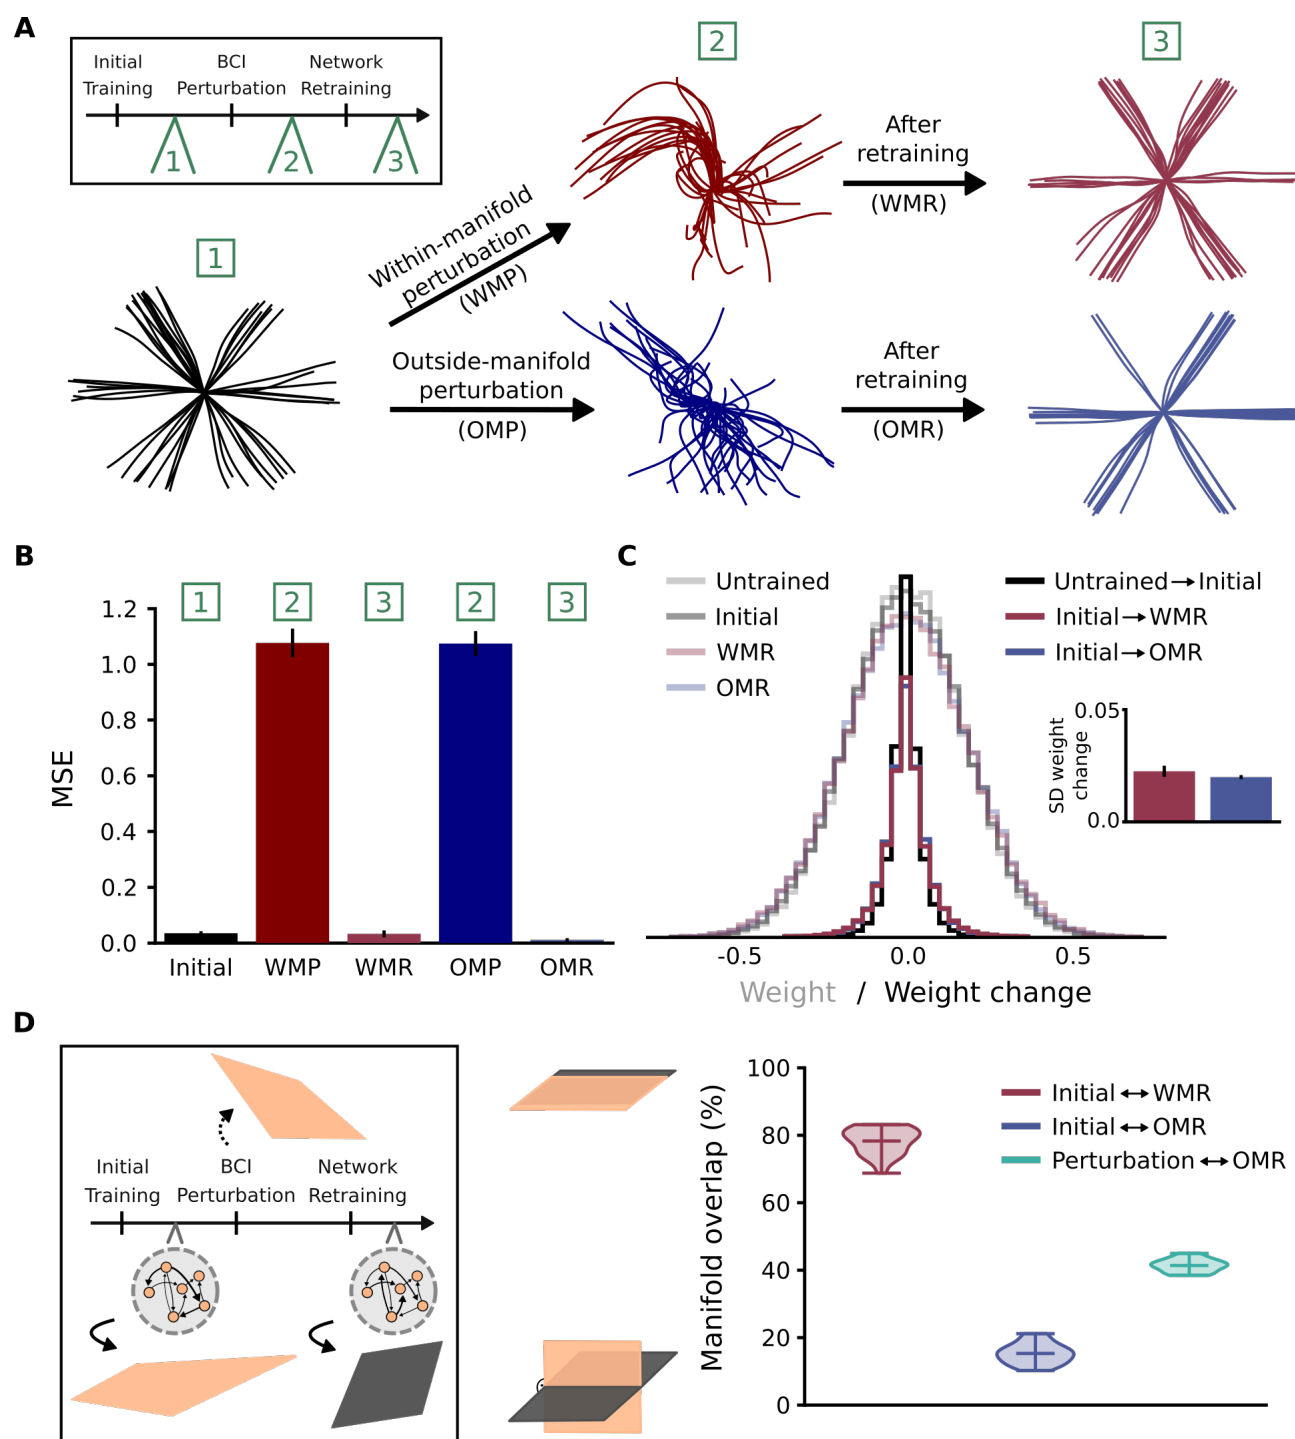 A
Initial
Training
BCI
Perturbation
Network
Retraining
1
2
3
1
Within-manifold
perturbation
(WMP)
Outside-manifold
perturbation
(OMP)
2
After
retraining
(WMR)
After
retraining
(OMR)
3
B
1
2
3
2
3
MSE
1.2
1.0
0.8
0.6
0.4
0.2
0.0
Initial
WMP
WMR
OMP
OMR
C
Untrained
Initial
WMR
OMR
Untrained→Initial
Initial→WMR
Initial→OMR
SD weight
change
0.05
0.0
-0.5
0.0
0.5
Weight / Weight change
D
Initial
Training
BCI
Perturbation
Network
Retraining
Manifold overlap (%)
100
80
60
40
20
0
Initial↔WMR
Initial↔OMR
Perturbation↔OMR